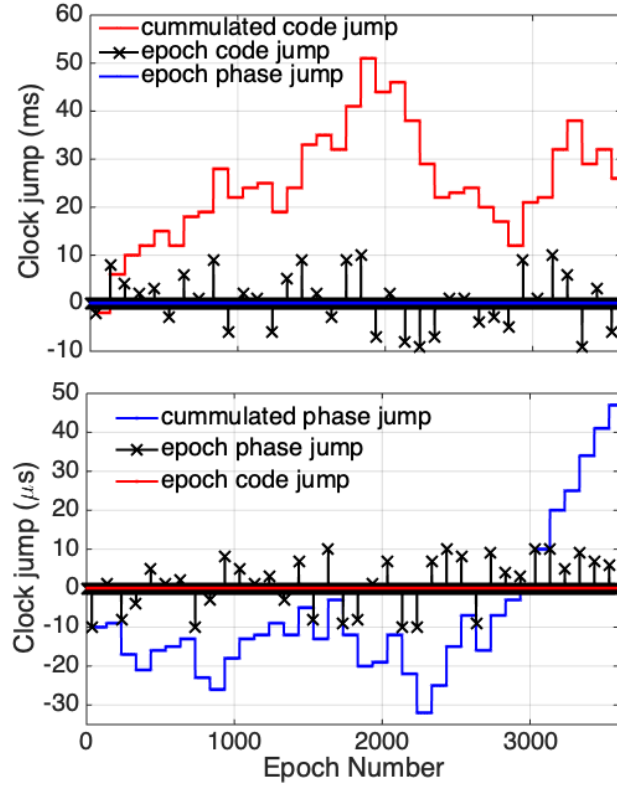 60
50
40
30
20
10
0
-10
Clock jump (ms)
cummulated code jump
epoch code jump
epoch phase jump
50
40
30
20
10
0
-10
-20
-30
Clock jump (μs)
cummulated phase jump
epoch phase jump
epoch code jump
0 1000 2000 3000
Epoch Number